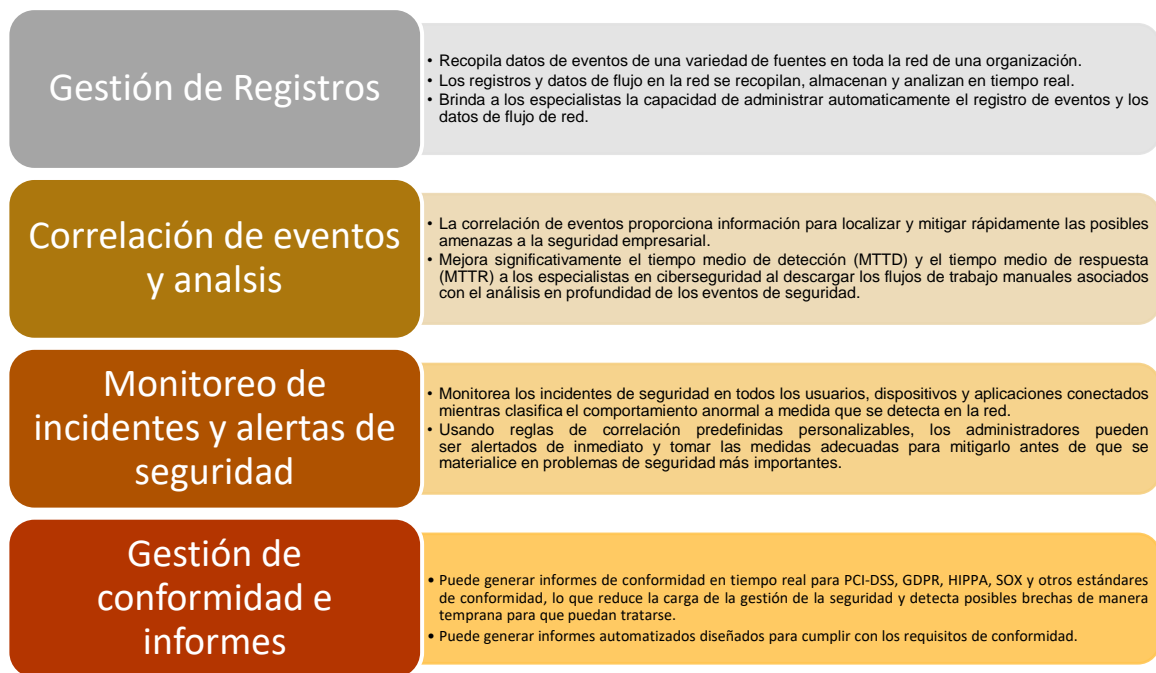 Gestión de Registros
• Recopila datos de eventos de una variedad de fuentes en toda la red de una organización.
• Los registros y datos de flujo en la red se recopilan, almacenan y analizan en tiempo real.
• Brinda a los especialistas la capacidad de administrar automaticamente el registro de eventos y los
datos de flujo de red.
Correlación de eventos
y analsis
• La correlación de eventos proporciona información para localizar y mitigar rápidamente las posibles
amenazas a la seguridad empresarial.
• Mejora significativamente el tiempo medio de detección (MTTD) y el tiempo medio de respuesta
(MTTR) a los especialistas en ciberseguridad al descargar los flujos de trabajo manuales asociados
con el análisis en profundidad de los eventos de seguridad.
Monitoreo de
incidentes y alertas de
seguridad
• Monitorea los incidentes de seguridad en todos los usuarios, dispositivos y aplicaciones conectados
mientras clasifica el comportamiento anormal a medida que se detecta en la red.
• Usando reglas de correlación predefinidas personalizables, los administradores pueden
ser alertados de inmediato y tomar las medidas adecuadas para mitigarlo antes de que se
materialice en problemas de seguridad más importantes.
Gestión de
conformidad e
informes
• Puede generar informes de conformidad en tiempo real para PCI-DSS, GDPR, HIPPA, SOX y otros estándares
de conformidad, lo que reduce la carga de la gestión de la seguridad y detecta posibles brechas de manera
temprana para que puedan tratarse.
• Puede generar informes automatizados diseñados para cumplir con los requisitos de conformidad.